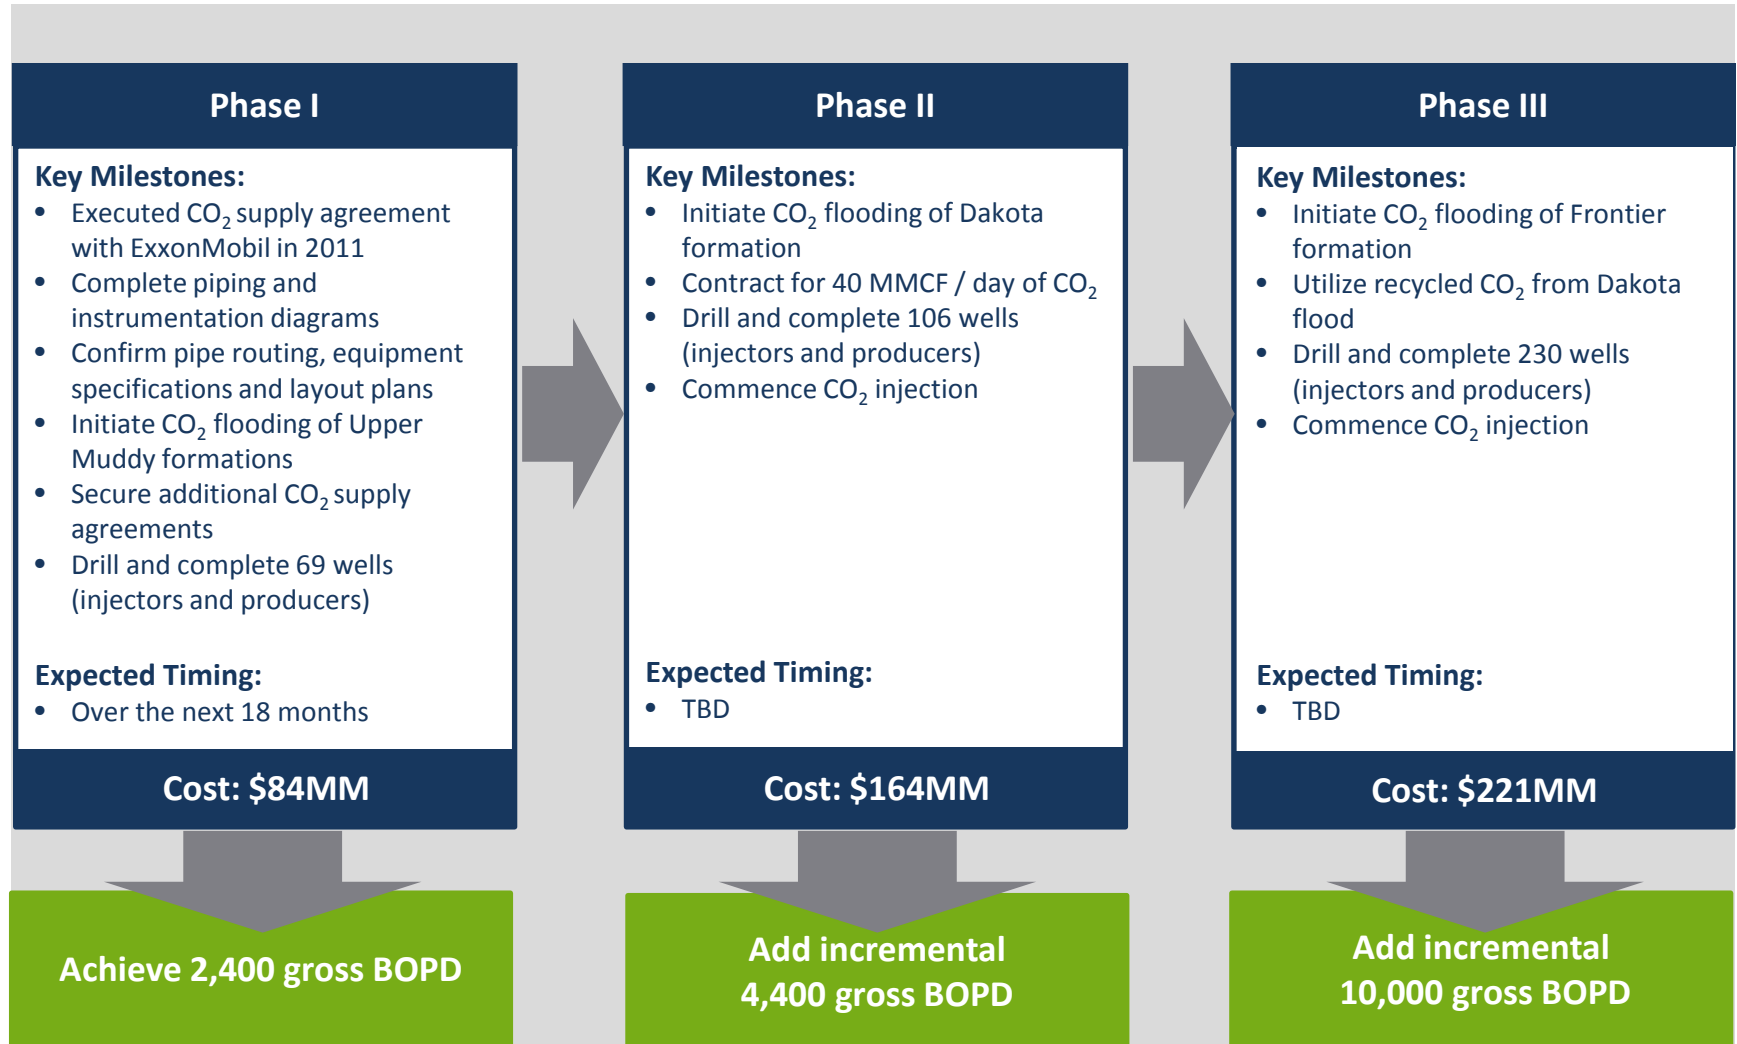 Phase I
Key Milestones:
• Executed CO₂ supply agreement
with ExxonMobil in 2011
• Complete piping and
instrumentation diagrams
• Confirm pipe routing, equipment
specifications and layout plans
• Initiate CO₂ flooding of Upper
Muddy formations
• Secure additional CO₂ supply
agreements
• Drill and complete 69 wells
(injectors and producers)
Expected Timing:
• Over the next 18 months
Cost: $84MM
Achieve 2,400 gross BOPD
Phase II
Key Milestones:
• Initiate CO₂ flooding of Dakota
formation
• Contract for 40 MMCF / day of CO₂
• Drill and complete 106 wells
(injectors and producers)
• Commence CO₂ injection
Expected Timing:
• TBD
Cost: $164MM
Add incremental
4,400 gross BOPD
Phase III
Key Milestones:
• Initiate CO₂ flooding of Frontier
formation
• Utilize recycled CO₂ from Dakota
flood
• Drill and complete 230 wells
(injectors and producers)
• Commence CO₂ injection
Expected Timing:
• TBD
Cost: $221MM
Add incremental
10,000 gross BOPD